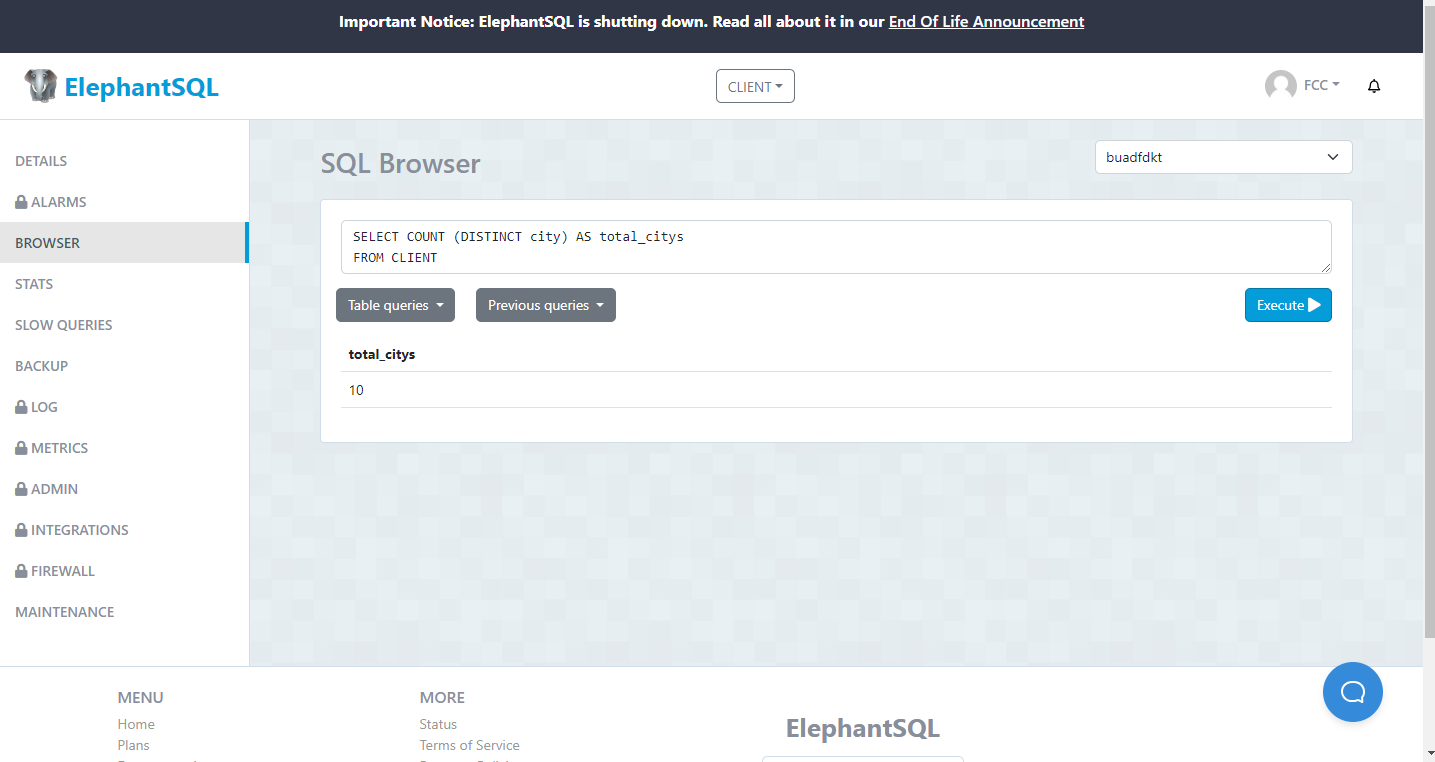 Important Notice: ElephantSQL is shutting down. Read all about it in our End Of Life Announcement
ElephantSQL
CLIENT
FCC
DETAILS
ALARMS
BROWSER
STATS
SLOW QUERIES
BACKUP
LOG
METRICS
ADMIN
INTEGRATIONS
FIREWALL
MAINTENANCE
SQL Browser
buadfdkt
SELECT COUNT (DISTINCT city) AS total_citys
FROM CLIENT
Table queries
Previous queries
Execute
total_citys
10
MENU
Home
Plans
MORE
Status
Terms of Service
ElephantSQL